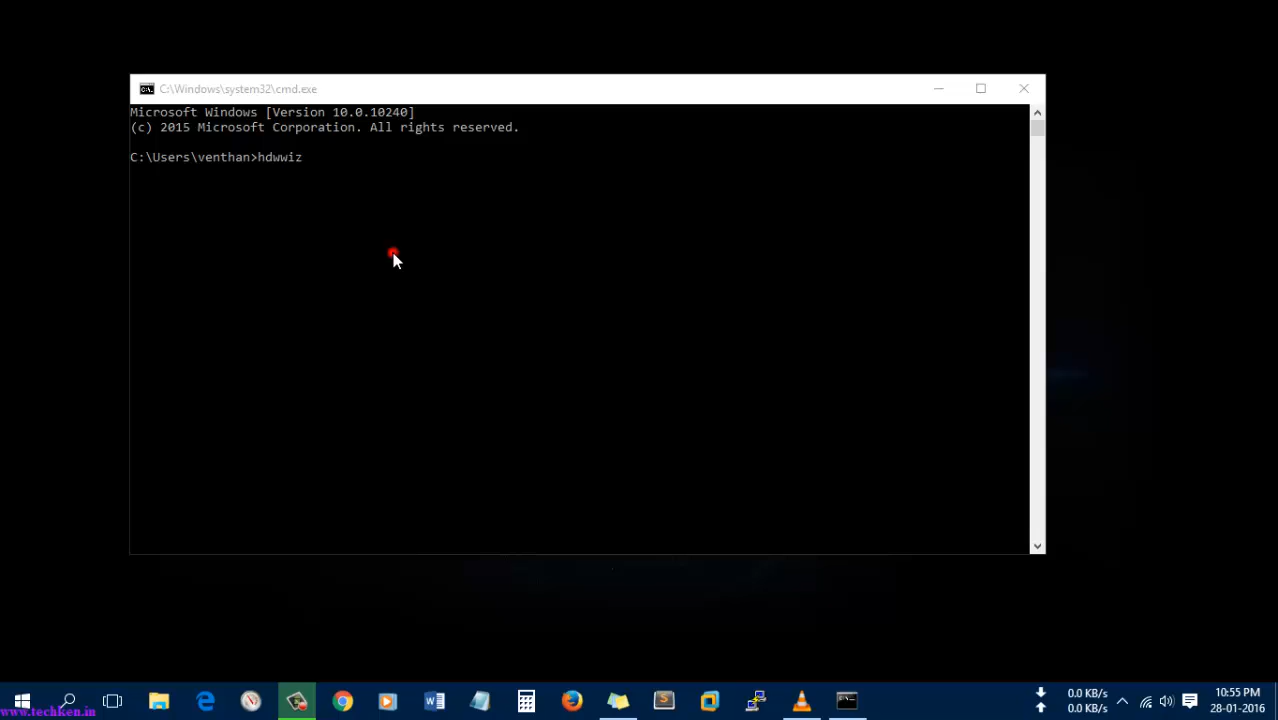 C:\Windows\system32\cmd.exe
Microsoft Windows [Version 10.0.10240]
(c) 2015 Microsoft Corporation. All rights reserved.
C:\Users\venthan>hdwwiz
0.0 KB/s
0.0 KB/s
10:55 PM
28-01-2016
www.techken.in